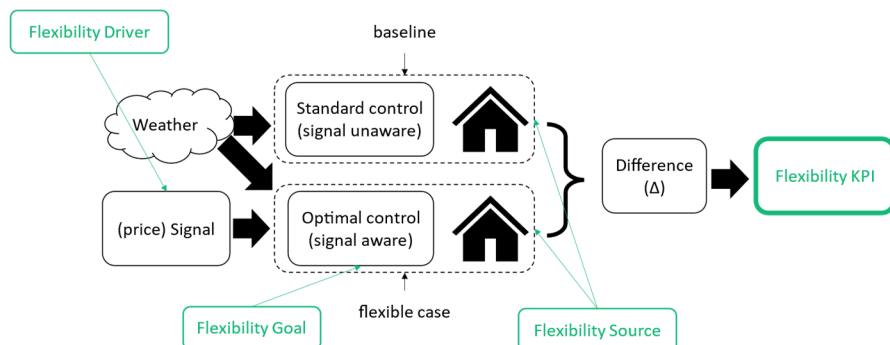 Flexibility Driver
baseline
Weather
Standard control
(signal unaware)
Difference
(Δ)
Flexibility KPI
(price) Signal
Optimal control
(signal aware)
flexible case
Flexibility Goal
Flexibility Source